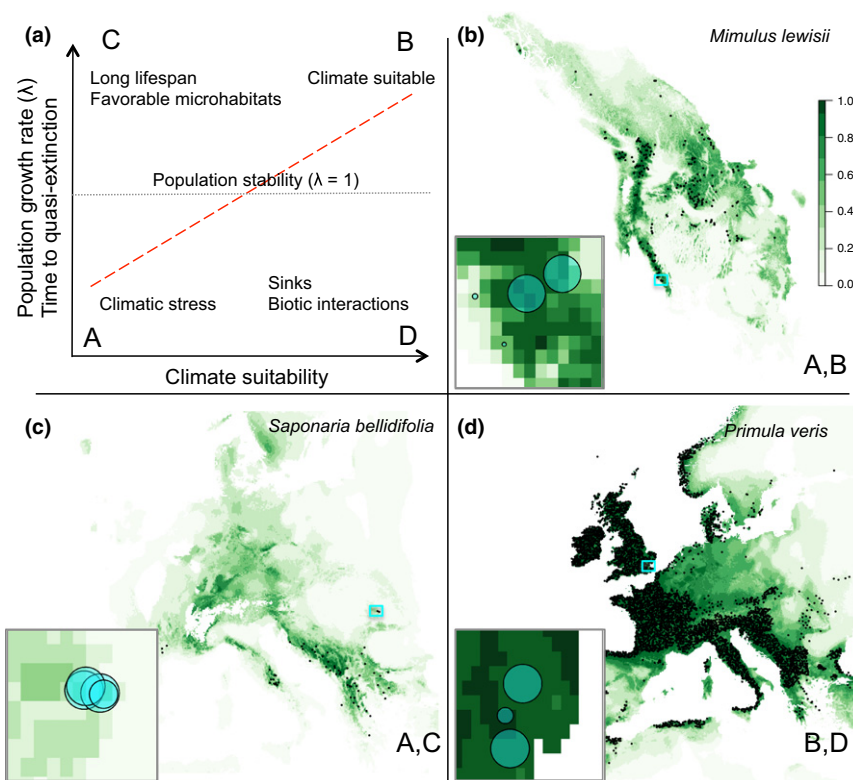 (a)
C
B
Long lifespan
Favorable microhabitats
Climate suitable
Population stability (λ = 1)
Climatic stress
Sinks
Biotic interactions
A
D
Population growth rate (λ)
Time to quasi-extinction
Climate suitability
(b)
Mimulus lewisii
1.0
0.8
0.6
0.4
0.2
0.0
A,B
(c)
Saponaria bellidifolia
A,C
(d)
Primula veris
B,D